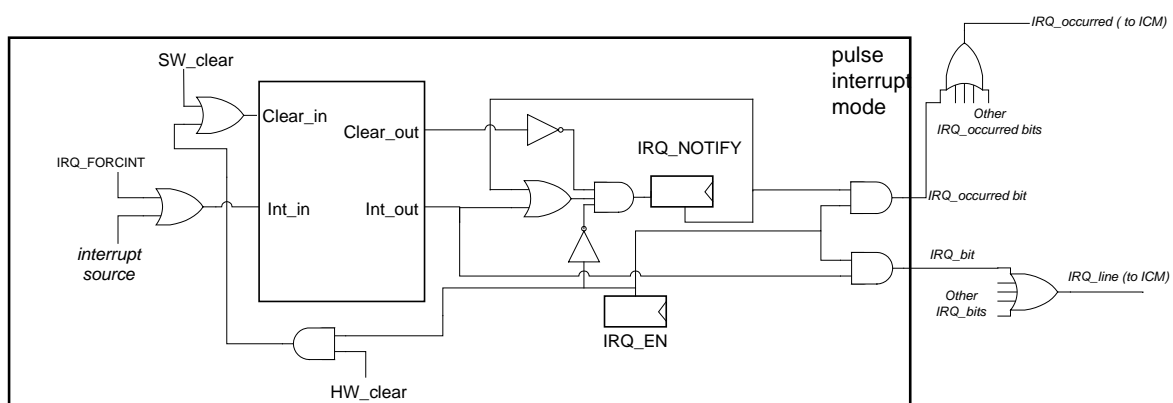 IRQ_occurred ( to ICM)
pulse
interrupt
mode
SW_clear
Clear_in
Clear_out
IRQ_NOTIFY
Other
IRQ_occurred bits
IRQ_FORCINT
Int_in
Int_out
IRQ_occurred bit
interrupt
source
IRQ_bit
IRQ_line (to ICM)
Other
IRQ_bits
IRQ_EN
HW_clear